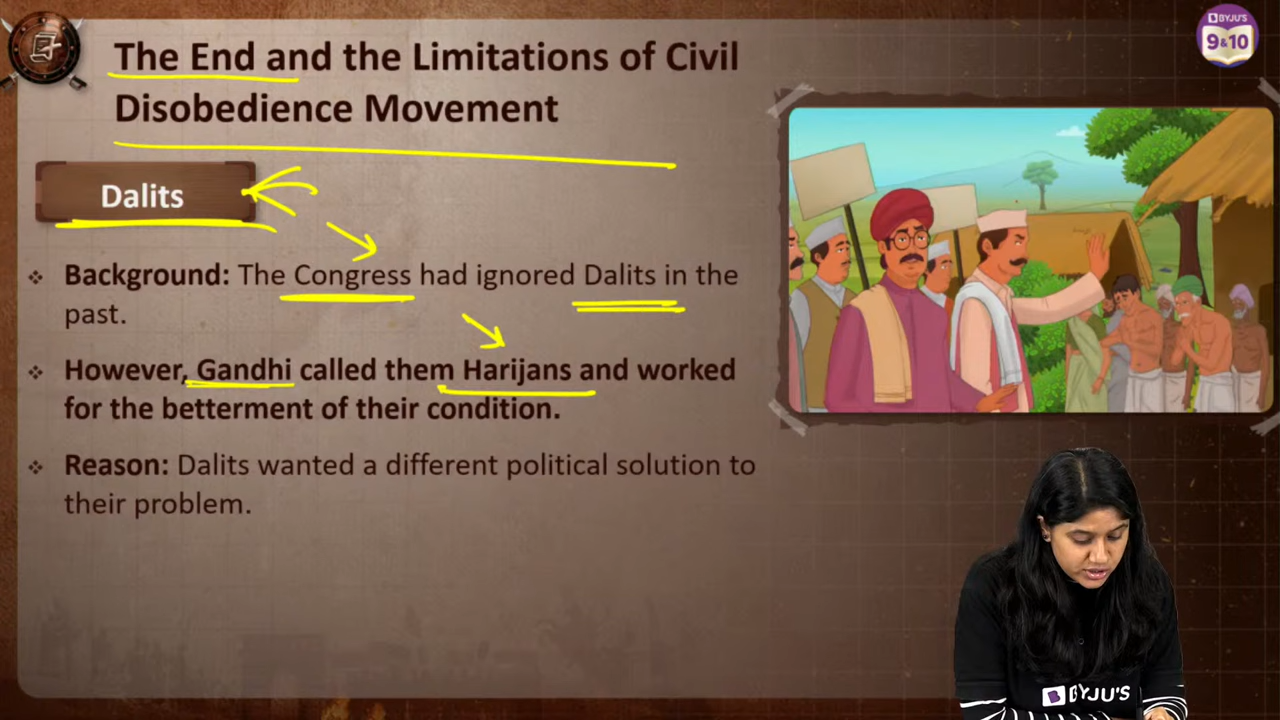 The End and the Limitations of Civil
Disobedience Movement
BYJU'S
9&10
Dalits
❖ Background: The Congress had ignored Dalits in the
past.
❖ However, Gandhi called them Harijans and worked
for the betterment of their condition.
❖ Reason: Dalits wanted a different political solution to
their problem.
BYJU'S